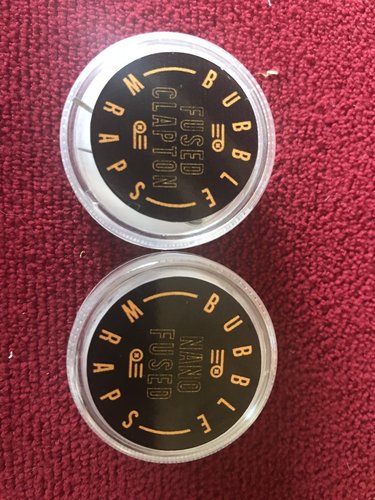 BUBBLE
FUSED
CLAPTON
WRAPS
BUBBLE
NANO
FUSED
WRAPS